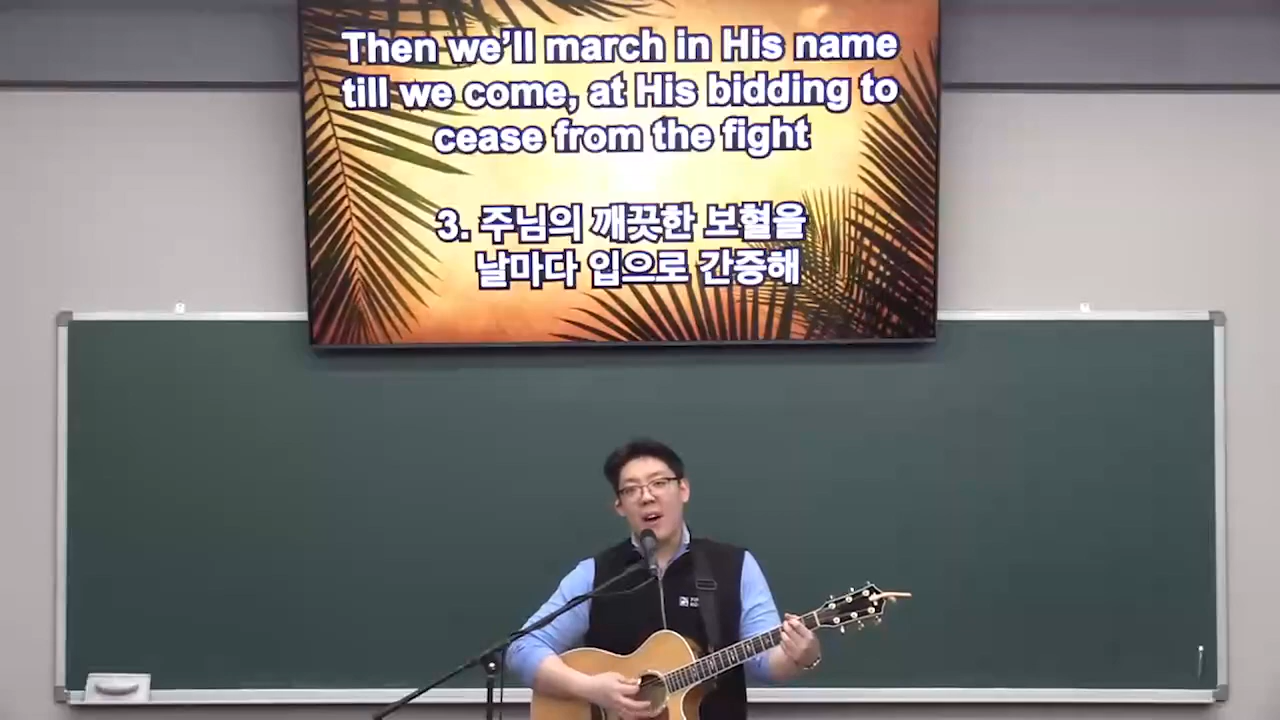 Then we'll march in His name
till we come, at His bidding to
cease from the fight
3. 주님의 깨끗한 보혈을
날마다 입으로 간증해